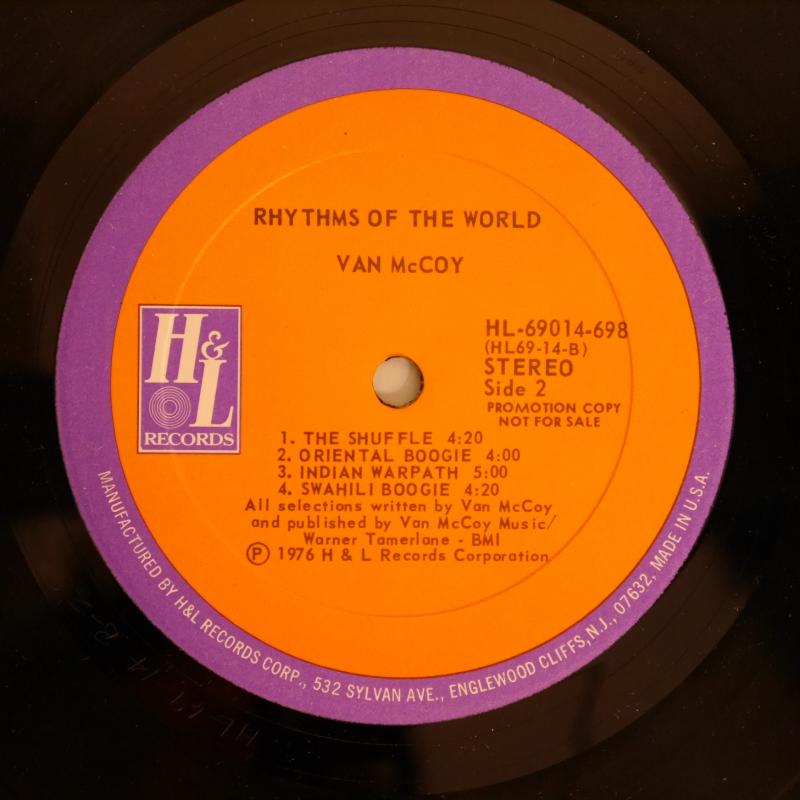 RHYTHMS OF THE WORLD
VAN McCOY
H&L
RECORDS
HL-69014-698
(HL69-14-B)
STEREO
Side 2
PROMOTION COPY
NOT FOR SALE
1. THE SHUFFLE 4:20
2. ORIENTAL BOOGIE 4:00
3. INDIAN WARPATH 5:00
4. SWAHILI BOOGIE 4:20
All selections written by Van McCoy
and published by Van McCoy Music/
Warner Tamerlane - BMI
Ⓟ 1976 H & L Records Corporation
MANUFACTURED BY H&L RECORDS CORP., 532 SYLVAN AVE., ENGLEWOOD CLIFFS, N.J., 07632, MADE IN U.S.A.